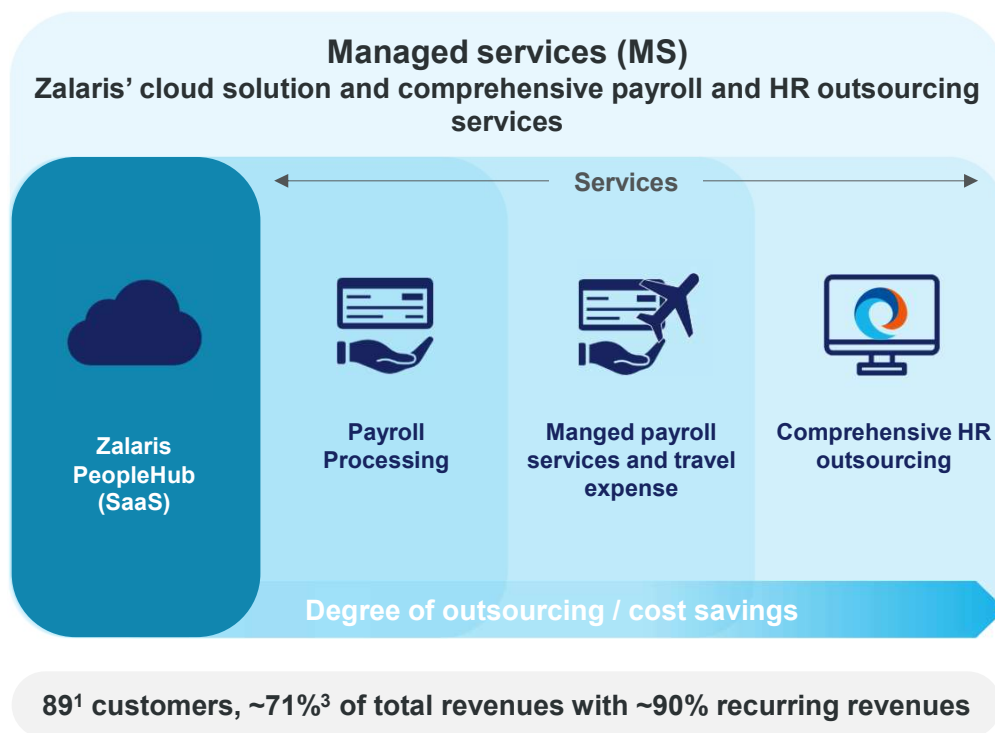 Managed services (MS)
Zalaris’ cloud solution and comprehensive payroll and HR outsourcing
services
Services
Zalaris
PeopleHub
(SaaS)
Payroll
Processing
Manged payroll
services and travel
expense
Comprehensive HR
outsourcing
Degree of outsourcing / cost savings
89¹ customers, ~71%³ of total revenues with ~90% recurring revenues